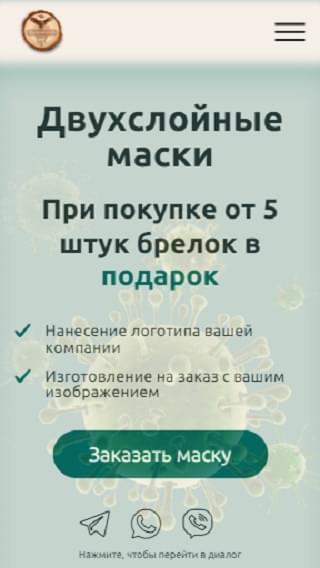 Двухслойные
маски
При покупке от 5
штук брелок в
подарок
Нанесение логотипа вашей
компании
Изготовление на заказ с вашим
изображением
Заказать маску
Нажмите, чтобы перейти в диалог